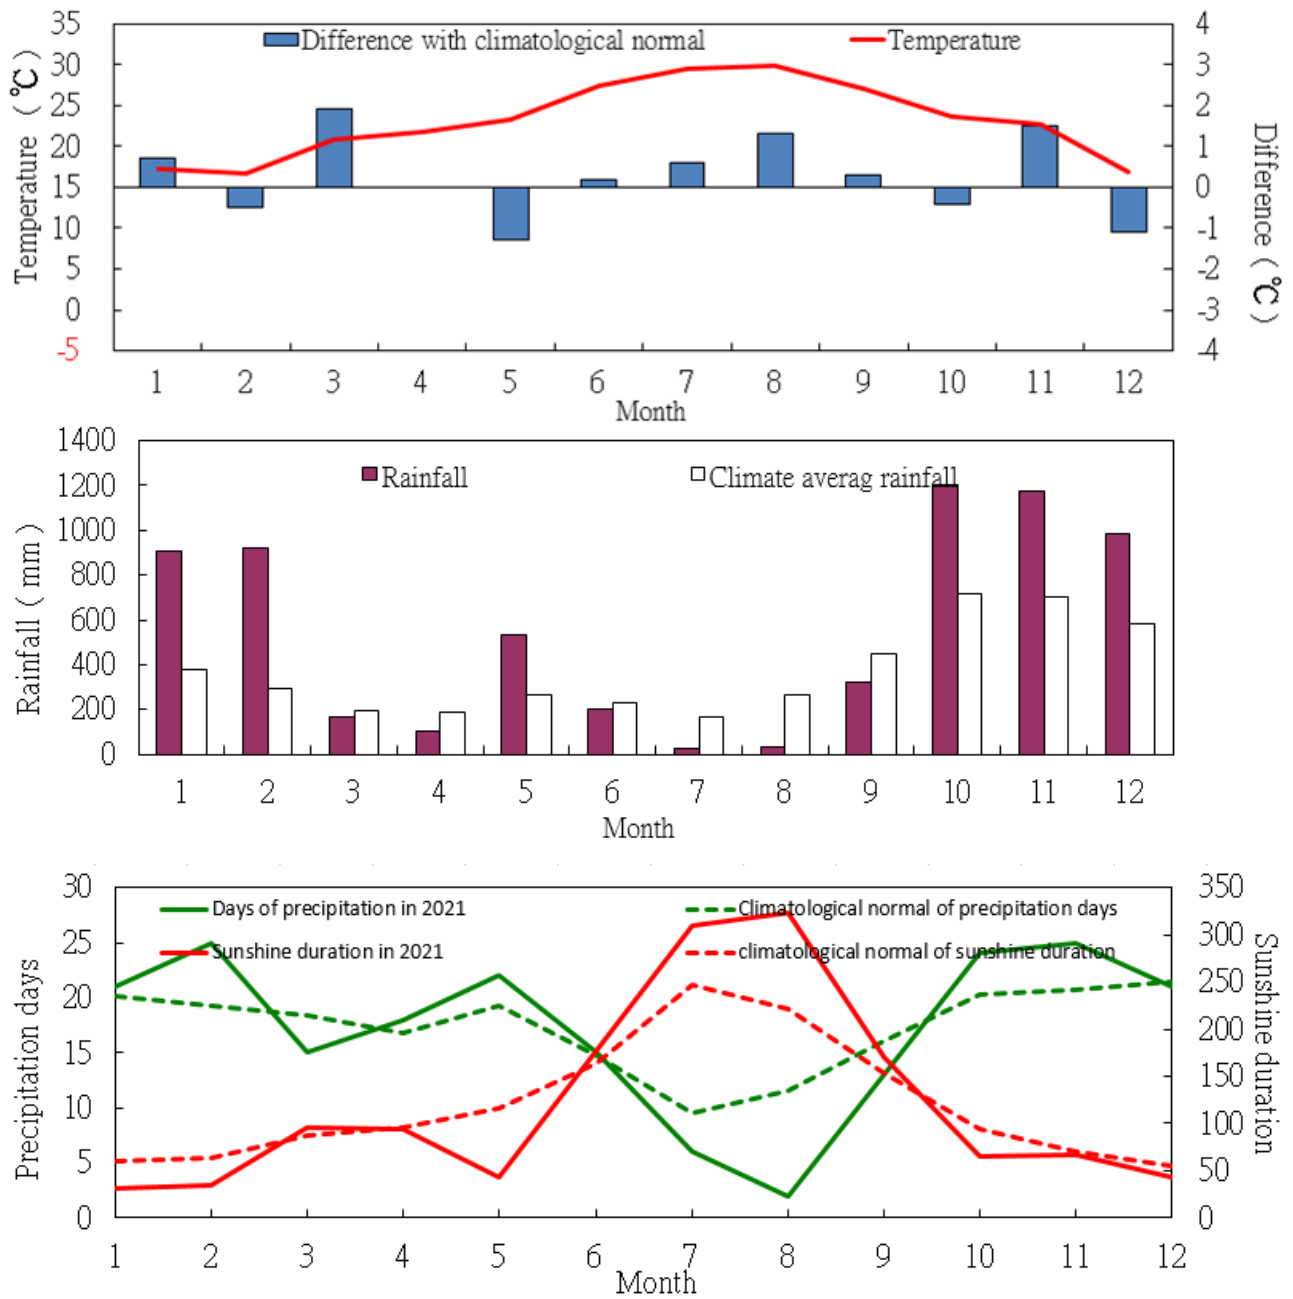 Difference with climatological normal Temperature
Temperature（℃）
35
30
25
20
15
10
5
0
-5
4
3
2
1
0
-1
-2
-3
-4
Difference（℃）
1 2 3 4 5 6 7 8 9 10 11 12
Month
Rainfall Climate averag rainfall
Rainfall（mm）
1400
1200
1000
800
600
400
200
0
1 2 3 4 5 6 7 8 9 10 11 12
Month
Days of precipitation in 2021 Climatological normal of precipitation days
Sunshine duration in 2021 climatological normal of sunshine duration
Precipitation days
30
25
20
15
10
5
0
350
300
250
200
150
100
50
0
Sunshine duration
1 2 3 4 5 6 7 8 9 10 11 12
Month